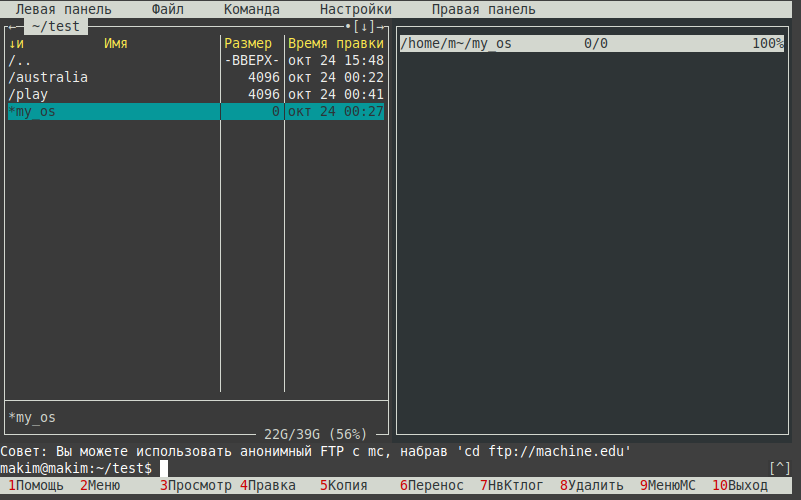 Левая панель Файл Команда Настройки Правая панель
← ~/test •[↓]→
↓и Имя Размер Время правки
/.. -ВВЕРХ- окт 24 15:48
/australia 4096 окт 24 00:22
/play 4096 окт 24 00:41
*my_os 0 окт 24 00:27
*my_os
22G/39G (56%)
/home/m~/my_os 0/0 100%
Совет: Вы можете использовать анонимный FTP с mc, набрав 'cd ftp://machine.edu'
makim@makim:~/test$ [^]
1Помощь 2Меню 3Просмотр 4Правка 5Копия 6Перенос 7НвКтлог 8Удалить 9МенюMC 10Выход